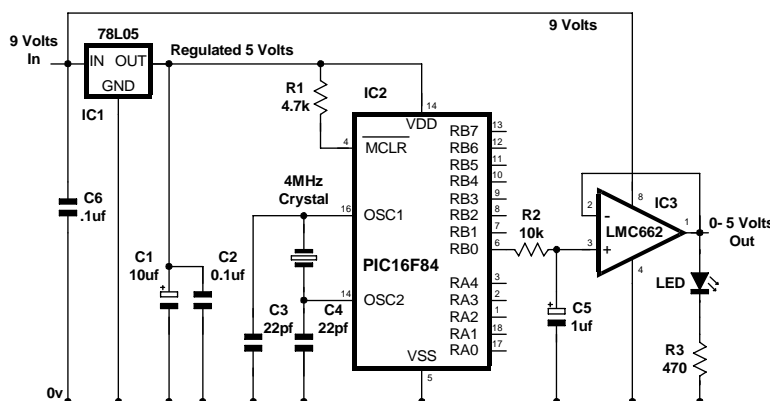 9 Volts
In
78L05
IN OUT
GND
IC1
Regulated 5 Volts
9 Volts
R1
4.7k
IC2
14
VDD
4
MCLR
4MHz
Crystal
16
OSC1
14
OSC2
PIC16F84
VSS
5
RB7
13
RB6
12
RB5
11
RB4
10
RB3
9
RB2
8
RB1
7
RB0
6
RA4
3
RA3
2
RA2
1
RA1
18
RA0
17
C6
.1uf
C1
10uf
+
C2
0.1uf
C3
22pf
C4
22pf
R2
10k
C5
1uf
+
2
-
3
+
8
IC3
LMC662
1
4
0- 5 Volts
Out
LED
R3
470
0v